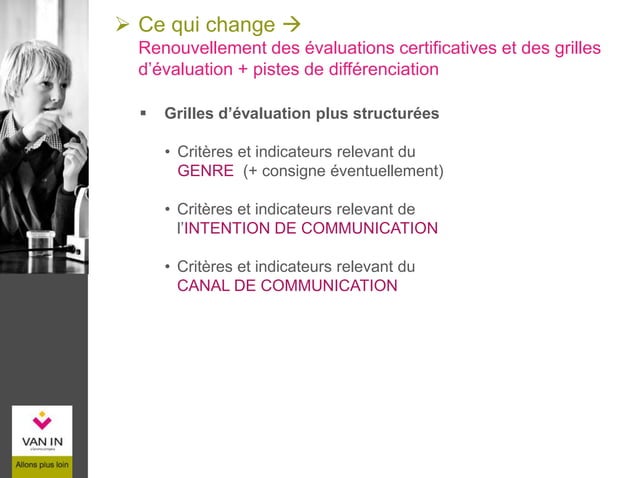 ➢ Ce qui change →
Renouvellement des évaluations certificatives et des grilles
d’évaluation + pistes de différenciation
▪ Grilles d’évaluation plus structurées
• Critères et indicateurs relevant du
GENRE (+ consigne éventuellement)
• Critères et indicateurs relevant de
l’INTENTION DE COMMUNICATION
• Critères et indicateurs relevant du
CANAL DE COMMUNICATION
VAN IN
Allons plus loin